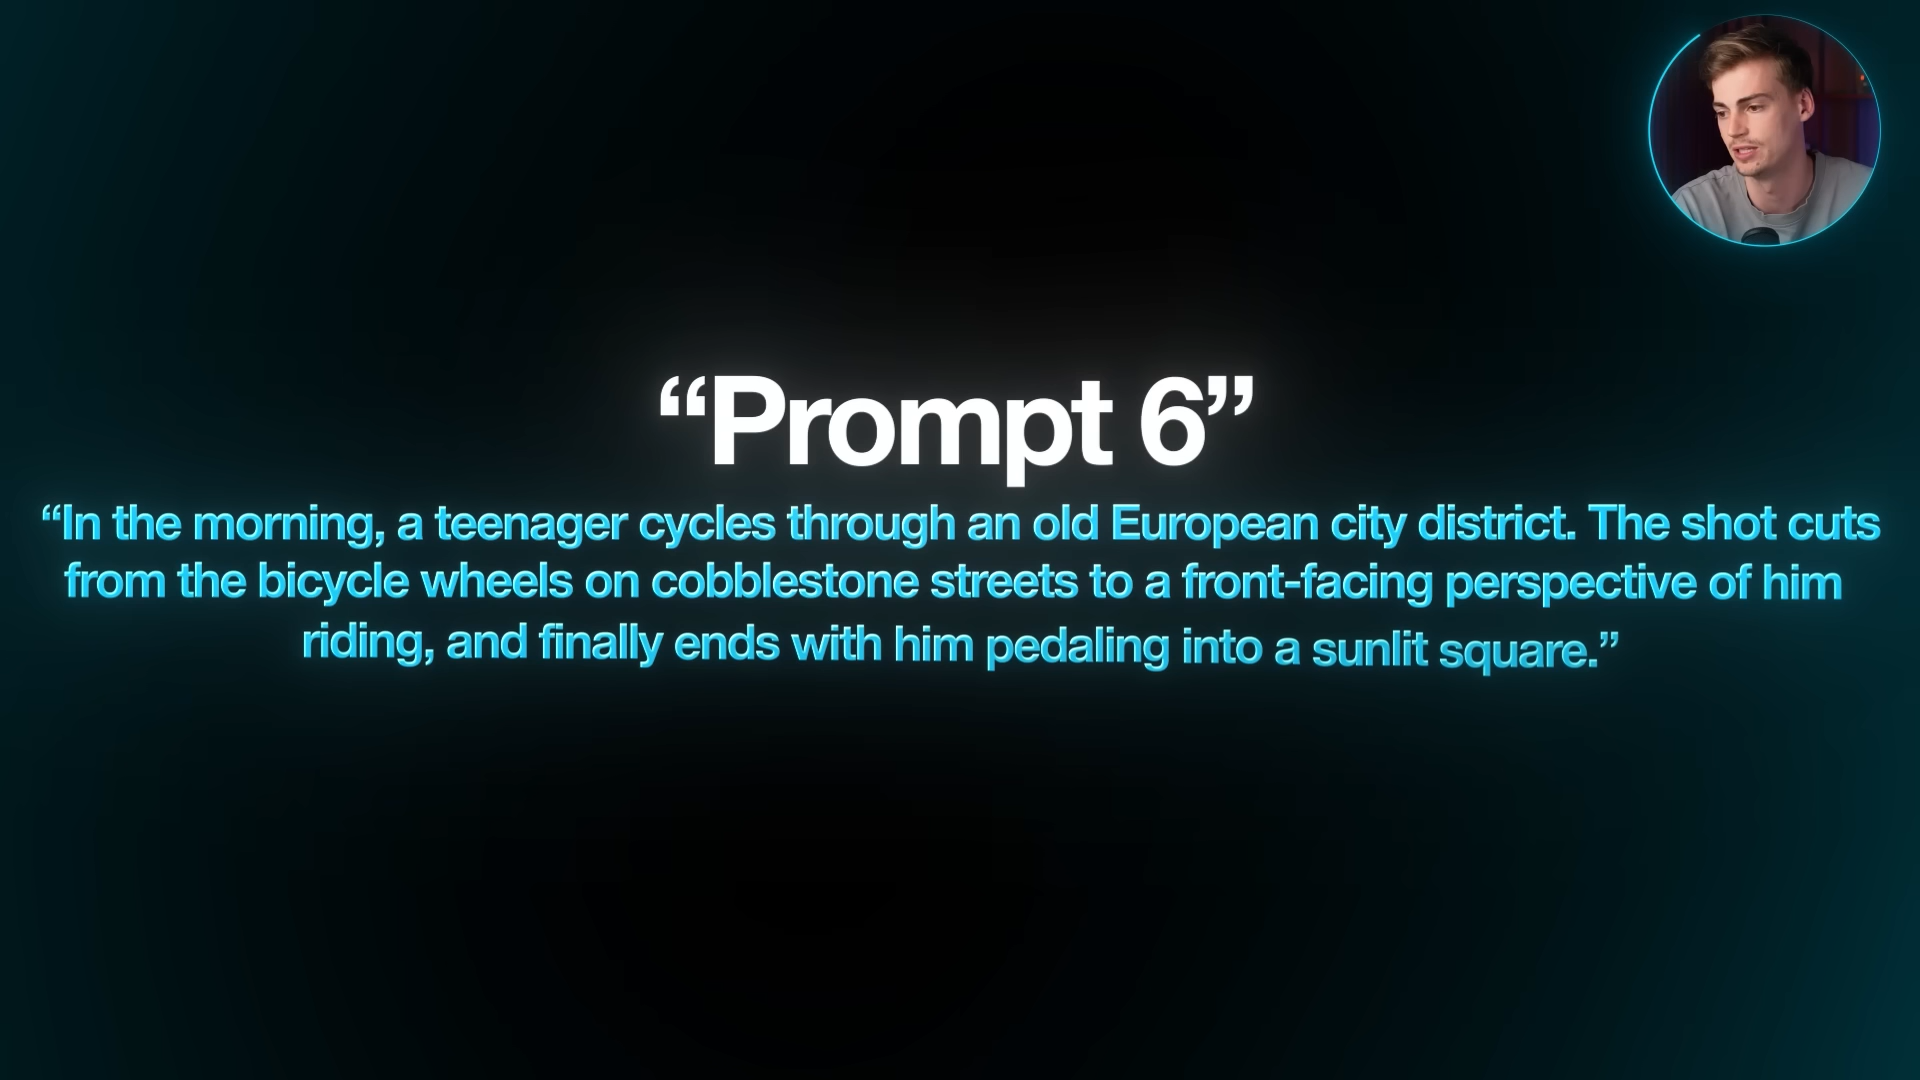 “Prompt 6”
“In the morning, a teenager cycles through an old European city district. The shot cuts
from the bicycle wheels on cobblestone streets to a front-facing perspective of him
riding, and finally ends with him pedaling into a sunlit square.”